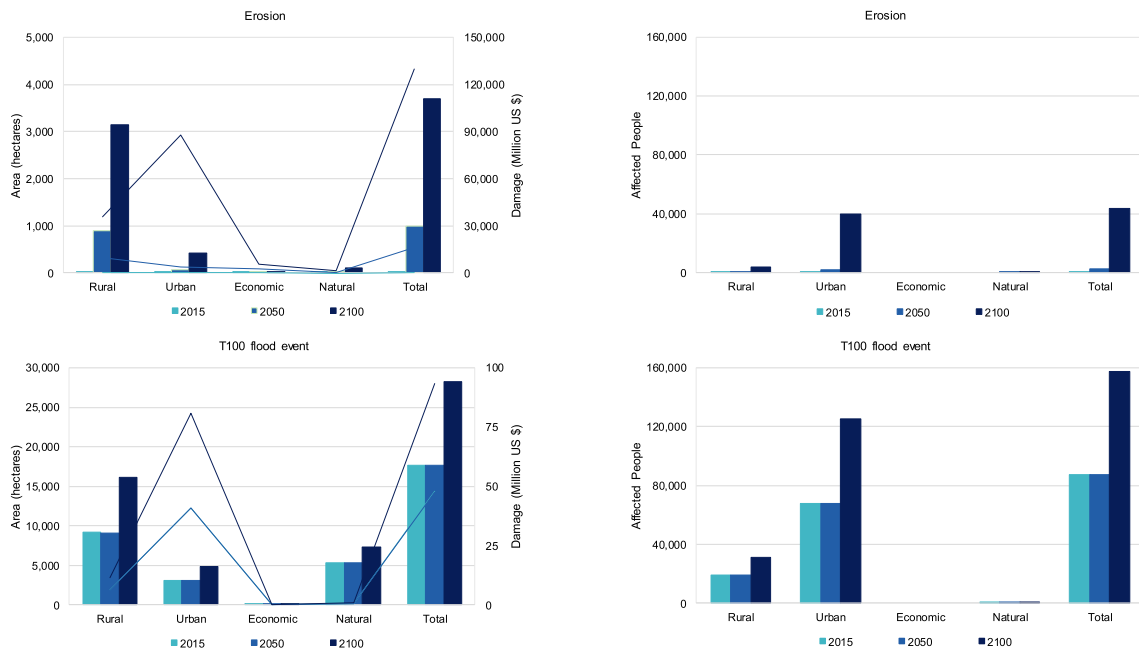 Erosion
5,000
4,000
3,000
2,000
1,000
0
Area (hectares)
150,000
120,000
90,000
60,000
30,000
0
Damage (Million US $)
Rural Urban Economic Natural Total
2015 2050 2100
Erosion
160,000
120,000
80,000
40,000
0
Affected People
Rural Urban Economic Natural Total
2015 2050 2100
T100 flood event
30,000
25,000
20,000
15,000
10,000
5,000
0
Area (hectares)
100
75
50
25
0
Damage (Million US $)
Rural Urban Economic Natural Total
2015 2050 2100
T100 flood event
160,000
120,000
80,000
40,000
0
Affected People
Rural Urban Economic Natural Total
2015 2050 2100